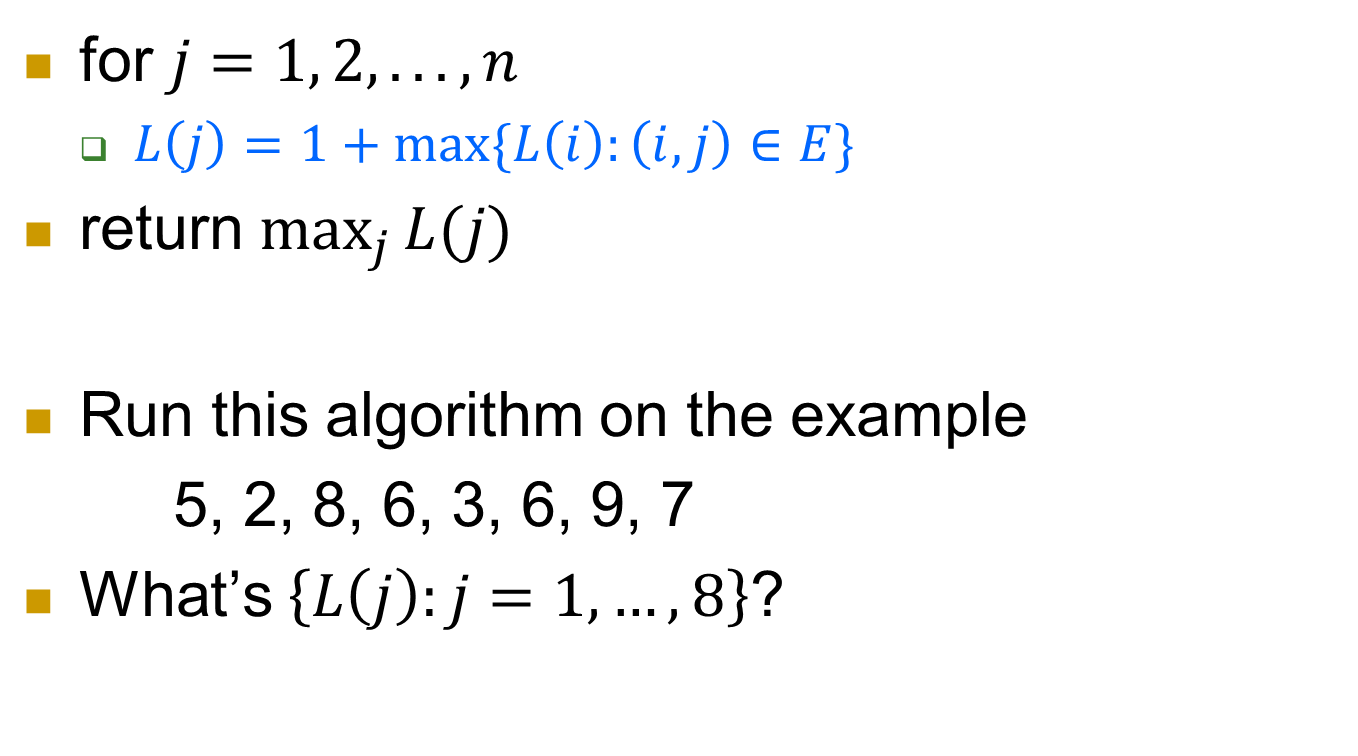 for j = 1, 2, . . . , n
L(j) = 1 + max{L(i): (i, j) ∈ E}
return maxⱼ L(j)
Run this algorithm on the example
5, 2, 8, 6, 3, 6, 9, 7
What’s {L(j): j = 1, … , 8}?